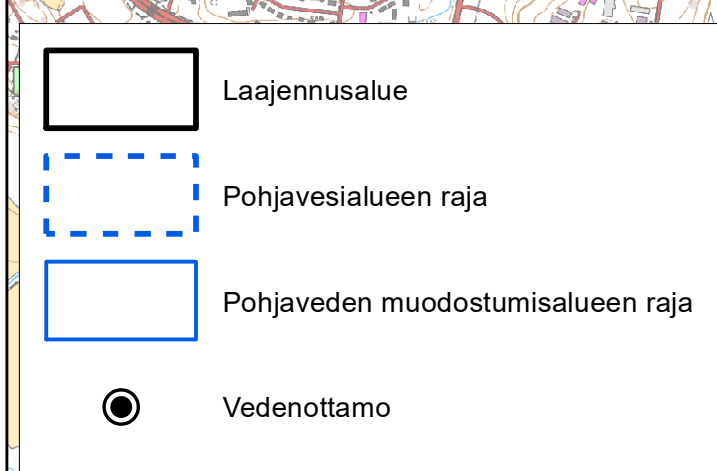 Laajennusalue
Pohjavesialueen raja
Pohjaveden muodostumisalueen raja
Vedenottamo